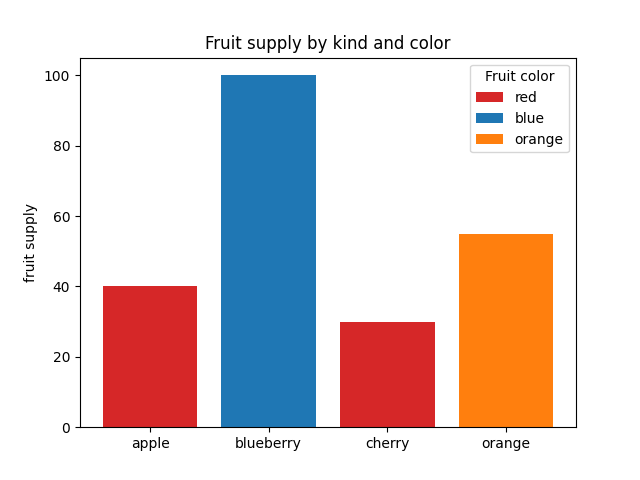 Fruit supply by kind and color
fruit supply
100
80
60
40
20
0
Fruit color
red
blue
orange
apple
blueberry
cherry
orange